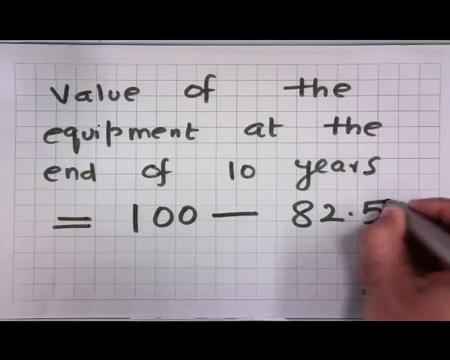 Value of the
equipment at the
end of 10 years
= 100 — 82.5